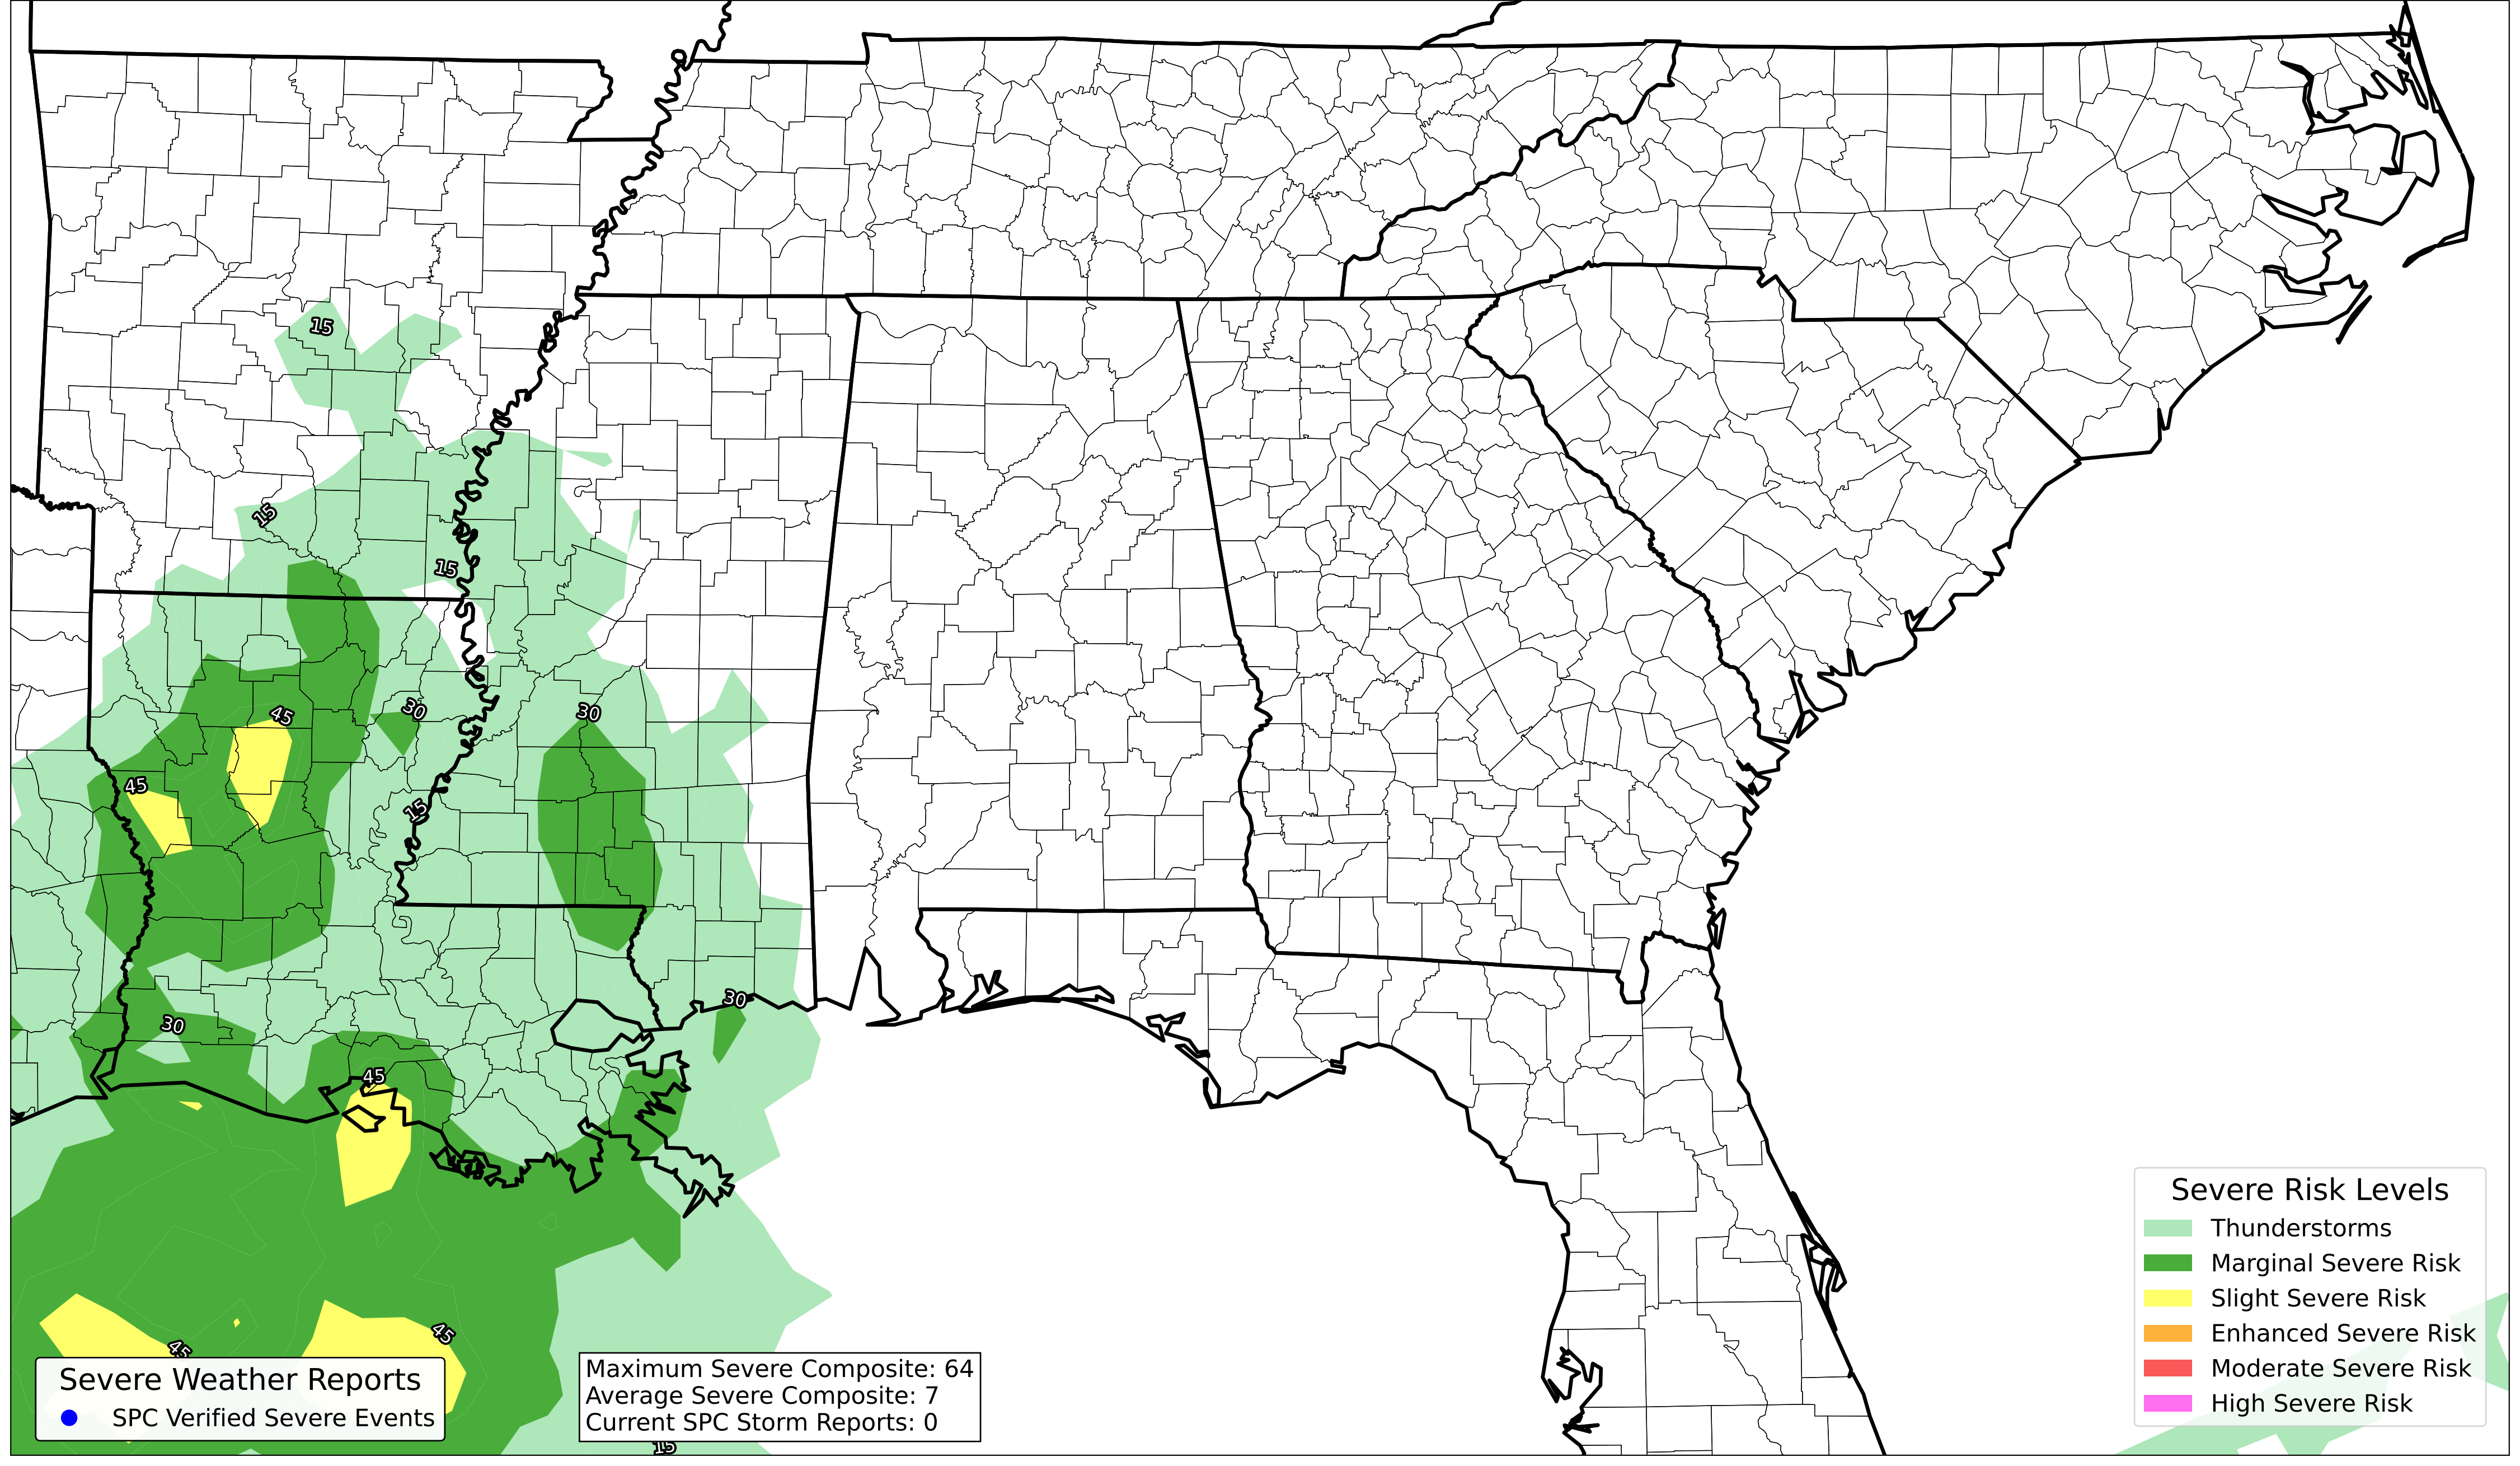 15
15
15
45
30
30
45
15
30
30
45
45
45
15
Severe Weather Reports
SPC Verified Severe Events
Maximum Severe Composite: 64
Average Severe Composite: 7
Current SPC Storm Reports: 0
Severe Risk Levels
Thunderstorms
Marginal Severe Risk
Slight Severe Risk
Enhanced Severe Risk
Moderate Severe Risk
High Severe Risk